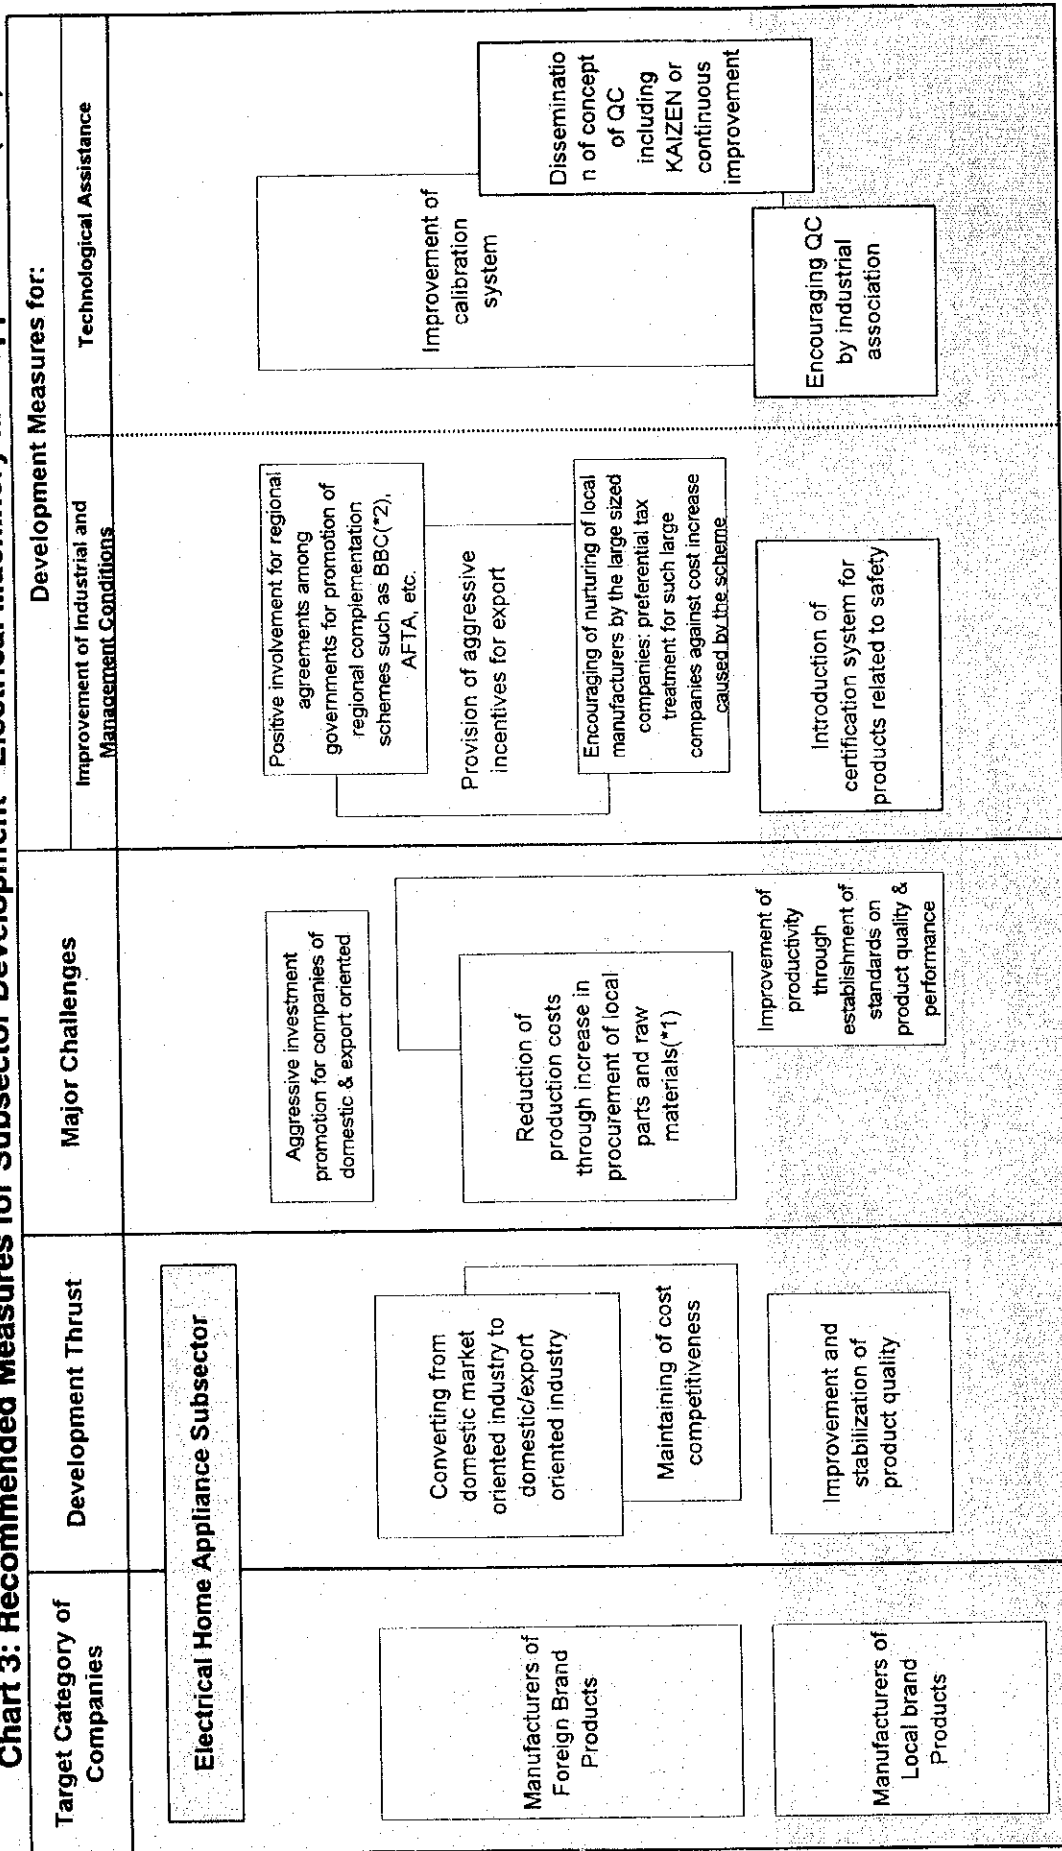 Chart 3: Recommended Measures for Subsector Development
Target Category of
Companies
Development Thrust
Major Challenges
Development Measures for:
Improvement of Industrial and
Management Conditions
Technological Assistance
Electrical Home Appliance Subsector
Manufacturers of
Foreign Brand
Products
Converting from
domestic market
oriented industry to
domestic/export
oriented industry
Maintaining of cost
competitiveness
Aggressive investment
promotion for companies of
domestic & export oriented
Reduction of
production costs
through increase in
procurement of local
parts and raw
materials(*1)
Positive involvement for regional
agreements among
governments for promotion of
regional complementation
schemes such as BBC(*2),
AFTA, etc.
Provision of aggressive
incentives for export
Encouraging of nurturing of local
manufacturers by the large sized
companies: preferential tax
treatment for such large
companies against cost increase
caused by the scheme
Improvement of
calibration
system
Disseminatio
n of concept
of QC
including
KAIZEN or
continuous
improvement
Manufacturers of
Local brand
Products
Improvement and
stabilization of
product quality
Improvement of
productivity
through
establishment of
standards on
product quality &
performance
Introduction of
certification system for
products related to safety
Encouraging QC
by industrial
association